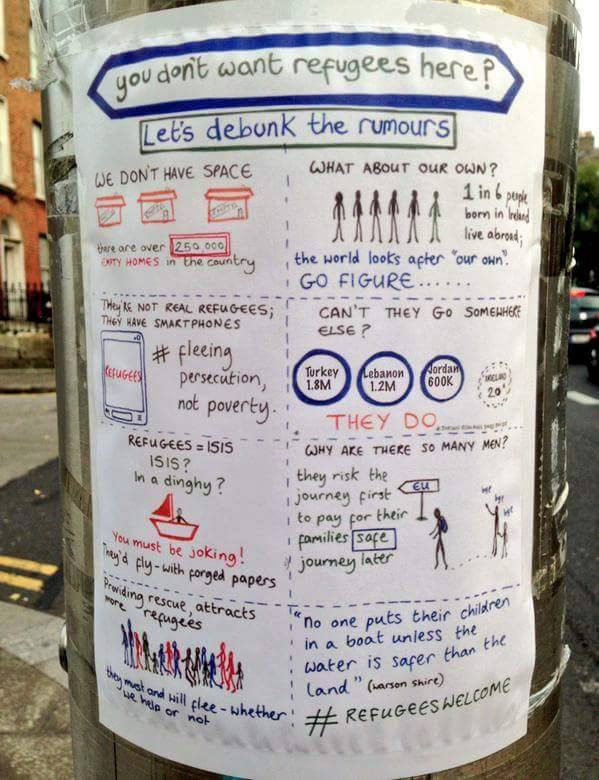 you don't want refugees here?
Let's debunk the rumours
WE DON'T HAVE SPACE
there are over 250,000
EMPTY HOMES in the country
WHAT ABOUT OUR OWN?
1 in 6 people
born in Ireland
live abroad;
the world looks after "our own".
GO FIGURE......
THEY'RE NOT REAL REFUGEES;
THEY HAVE SMARTPHONES
REFUGEES
# fleeing
persecution,
not poverty.
CAN'T THEY GO SOMEWHERE
ELSE?
Turkey
1.8M
Lebanon
1.2M
Jordan
600K
IRELAND
20
THEY DO
REFUGEES = ISIS
ISIS?
In a dinghy?
You must be joking!
They'd fly-with forged papers
WHY ARE THERE SO MANY MEN?
they risk the
journey first
to pay for their
families safe
journey later
EU
Providing rescue, attracts
more refugees
they must and will flee - whether
we help or not
"No one puts their children
in a boat unless the
water is safer than the
land" (warson shire)
# REFUGEES WELCOME